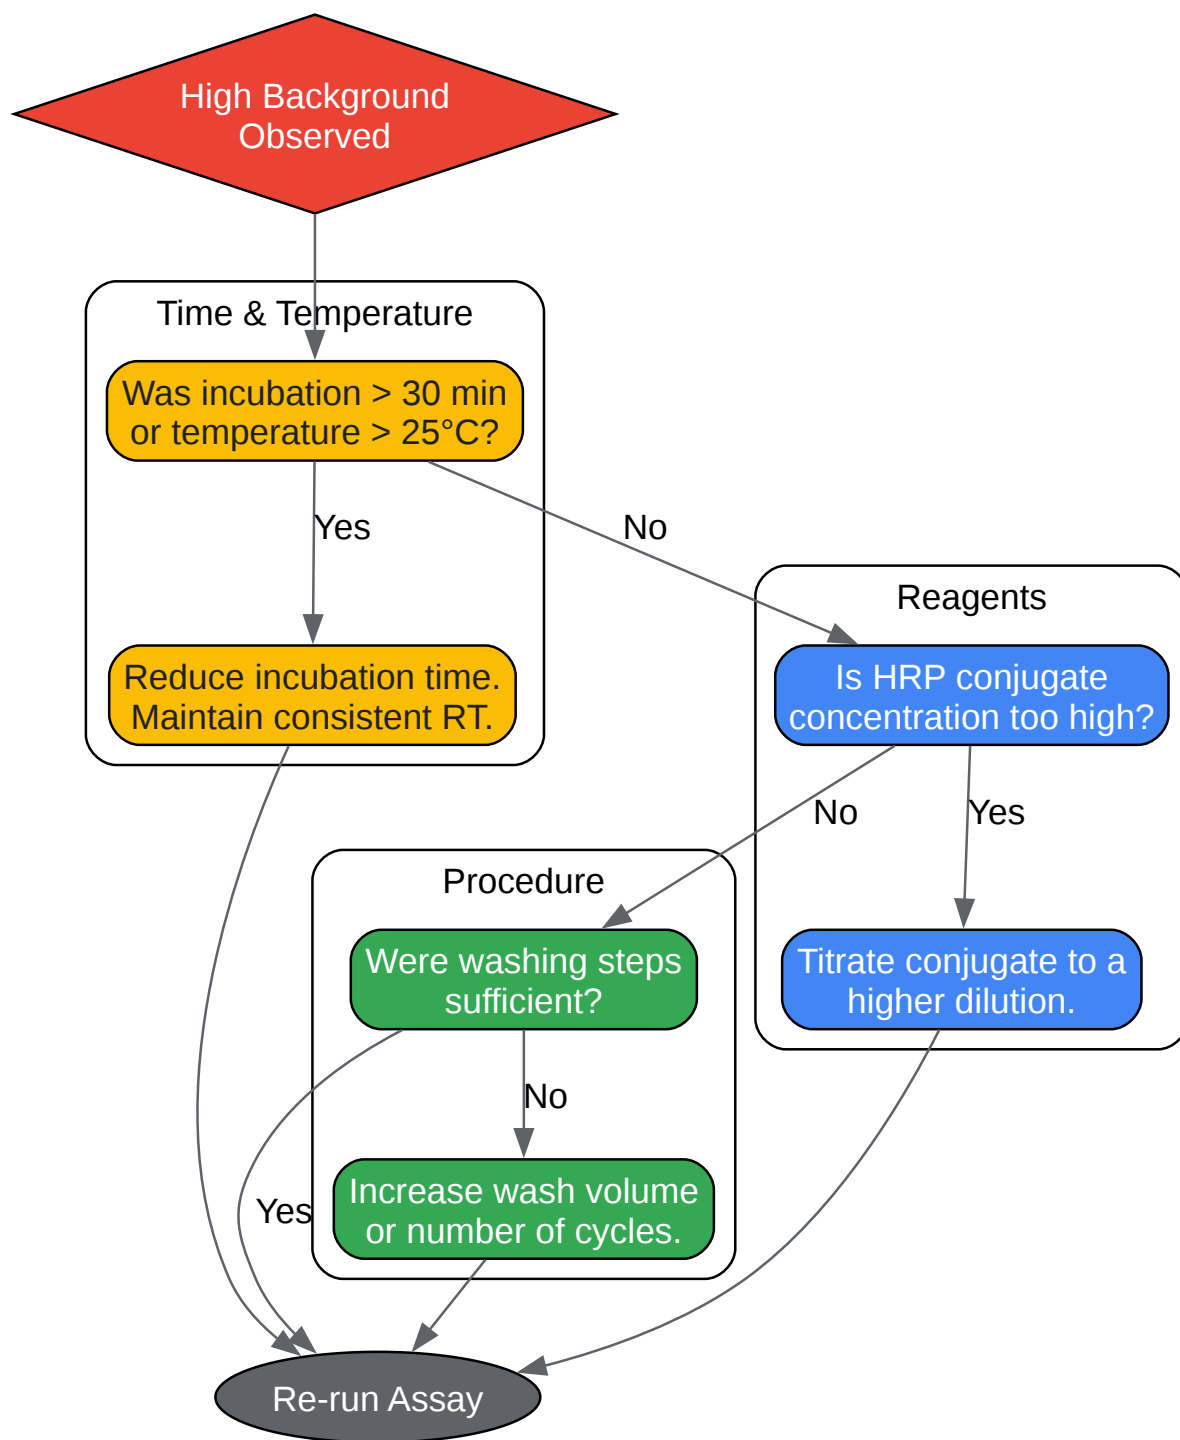 High Background
Observed
Time & Temperature
Was incubation > 30 min
or temperature > 25°C?
Yes
No
Reduce incubation time.
Maintain consistent RT.
Reagents
Is HRP conjugate
concentration too high?
No
Yes
Procedure
Were washing steps
sufficient?
Titrate conjugate to a
higher dilution.
No
Yes
Increase wash volume
or number of cycles.
Re-run Assay